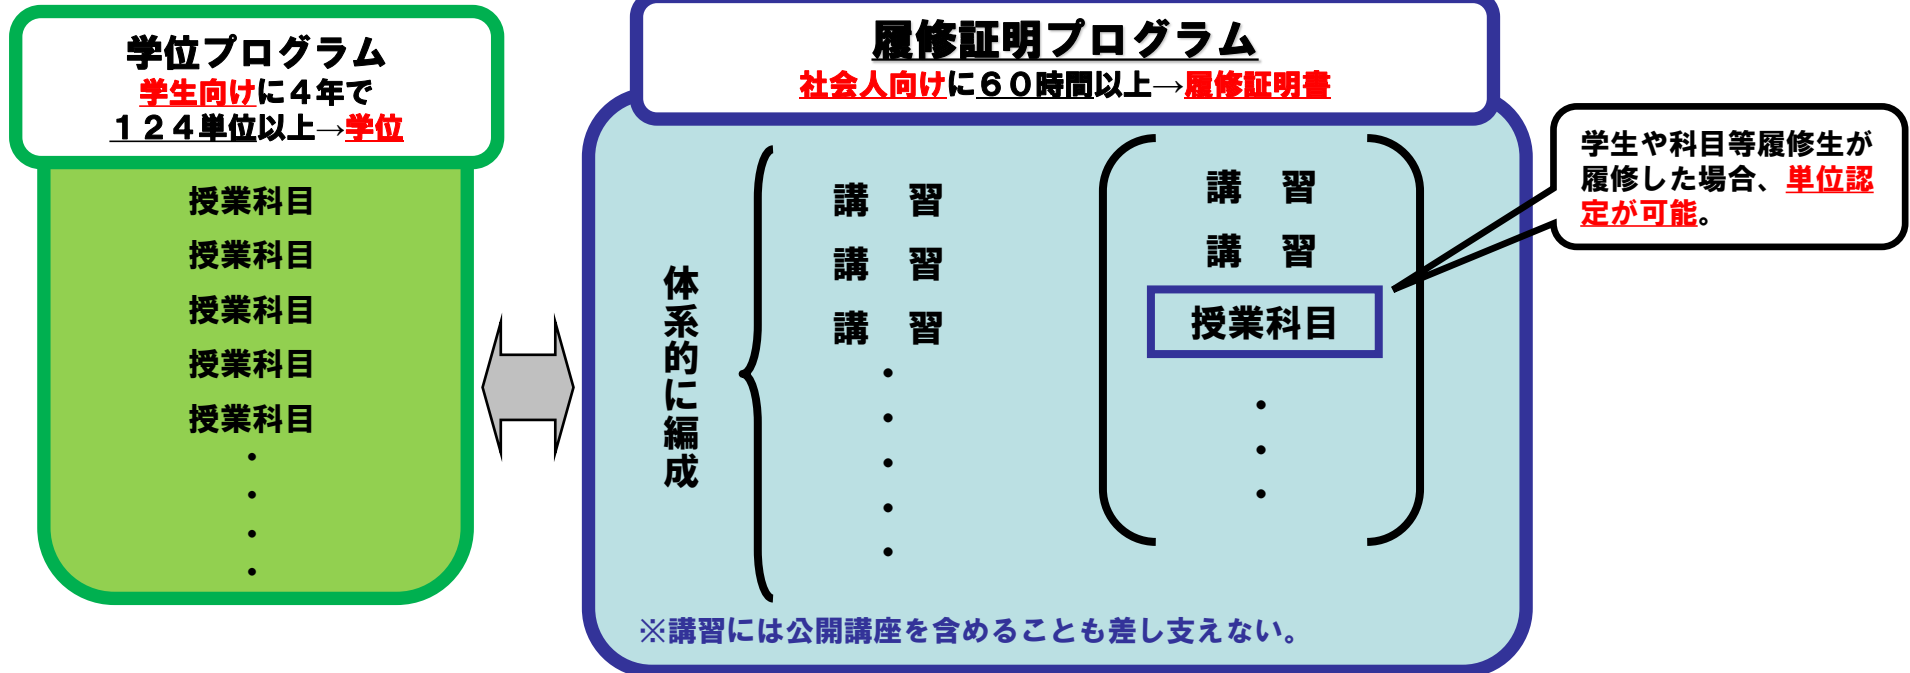 学位プログラム
学生向けに４年で
１２４単位以上→学位
授業科目
授業科目
授業科目
授業科目
授業科目
・
・
・
・
履修証明プログラム
社会人向けに６０時間以上→履修証明書
体系的に編成
講　習
講　習
講　習
・
・
・
・
・
講　習
講　習
授業科目
・
・
・
※講習には公開講座を含めることも差し支えない。
学生や科目等履修生が
履修した場合、単位認
定が可能。